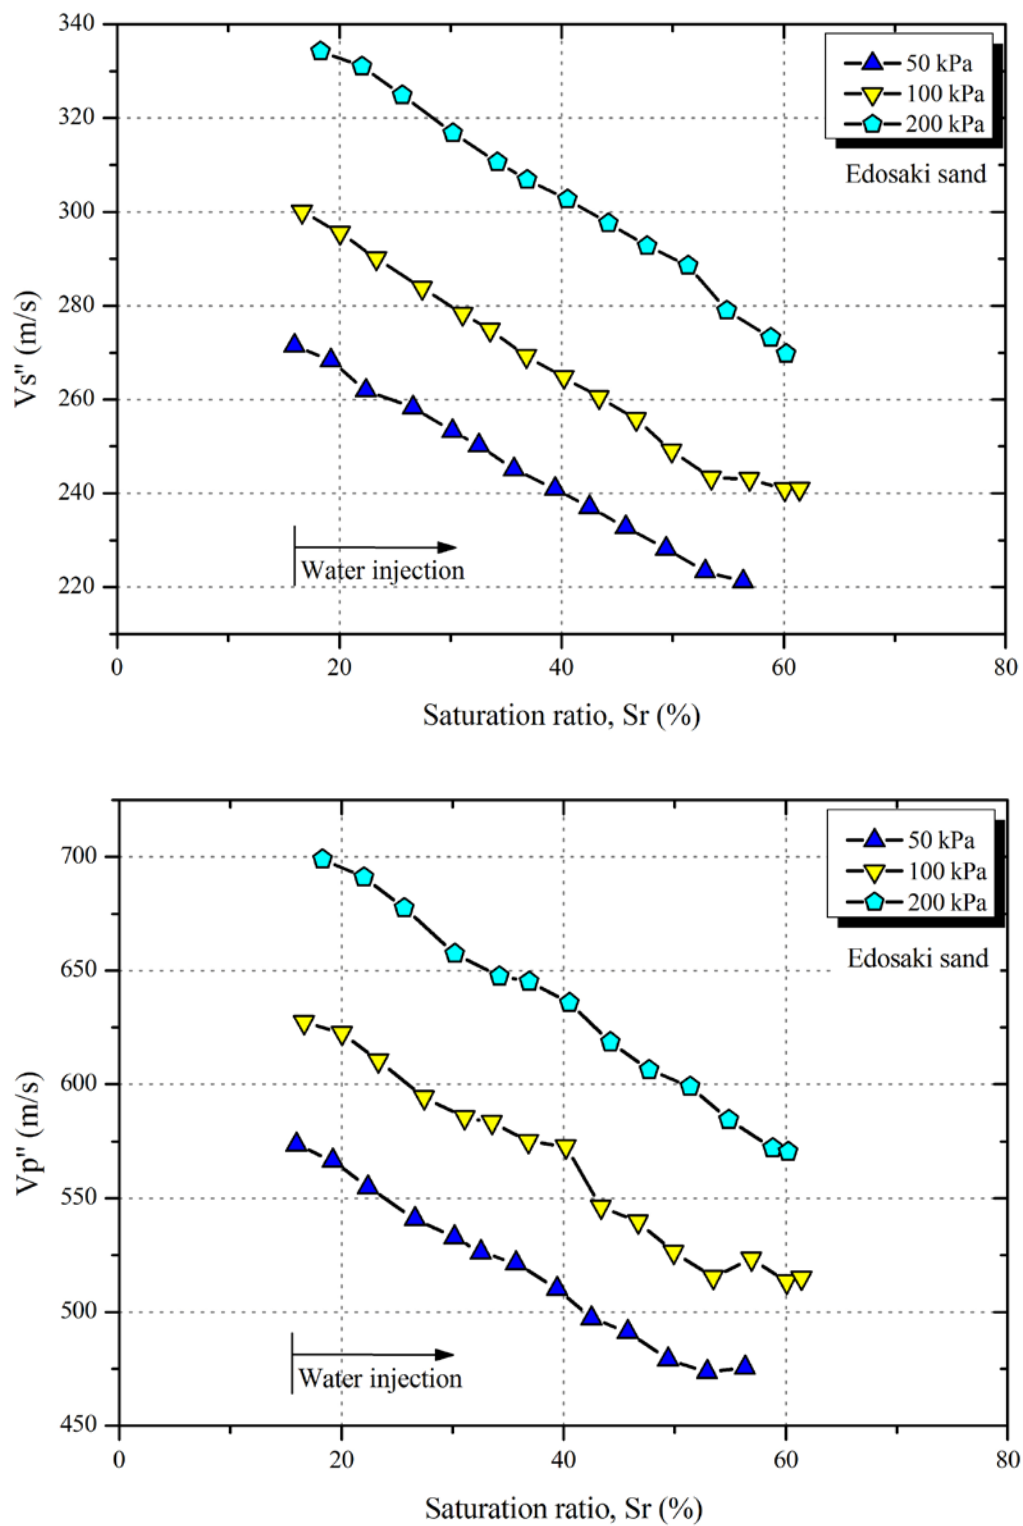 340
320
300
280
260
240
220
Vs" (m/s)
50 kPa
100 kPa
200 kPa
Edosaki sand
Water injection
0
20
40
60
80
Saturation ratio, Sr (%)
700
650
600
550
500
450
Vp" (m/s)
50 kPa
100 kPa
200 kPa
Edosaki sand
Water injection
0
20
40
60
80
Saturation ratio, Sr (%)